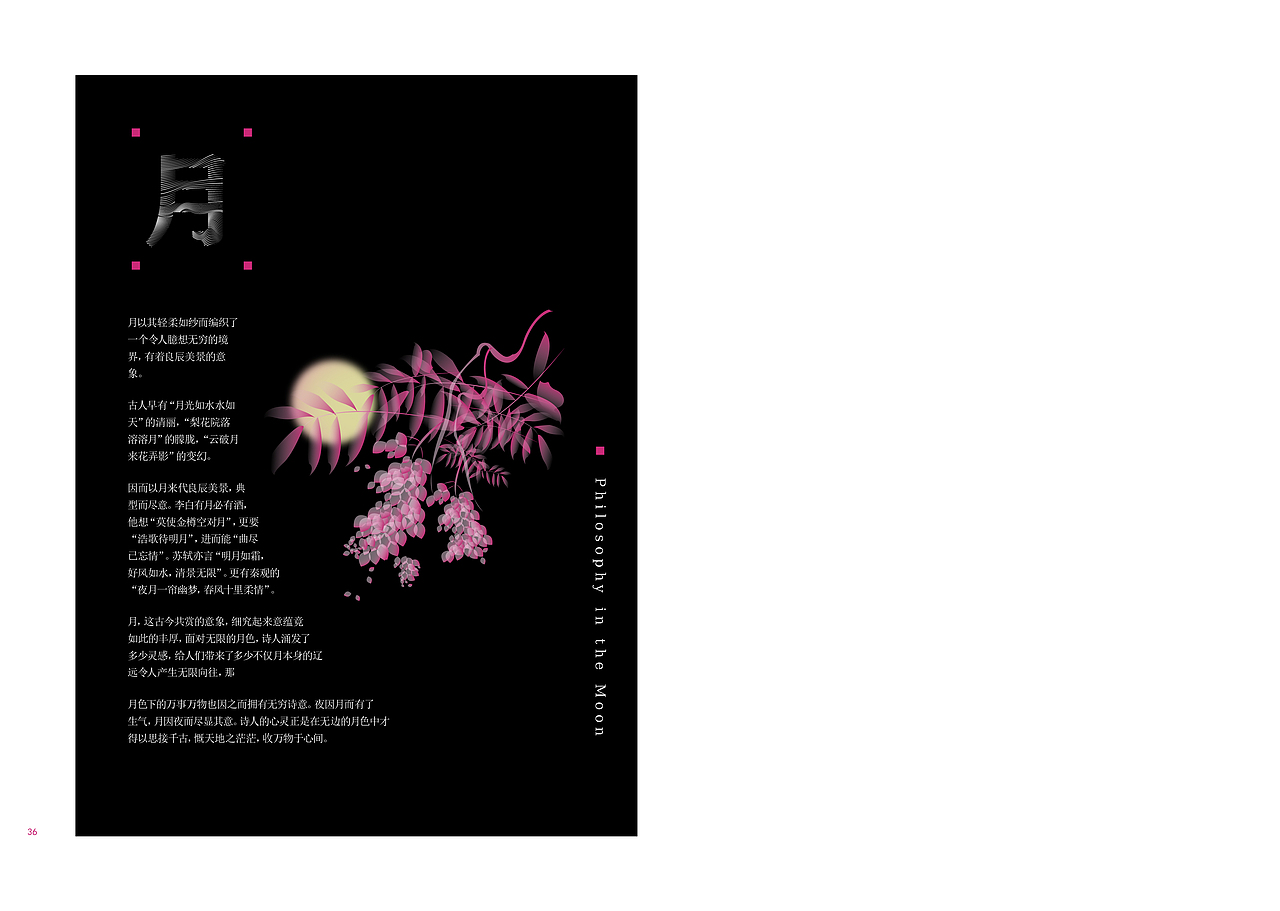 月
月以其轻柔如纱而编织了
一个令人臆想无穷的境
界，有着良辰美景的意
象。
古人早有“月光如水水如
天”的清丽，“梨花院落
溶溶月”的朦胧，“云破月
来花弄影”的变幻。
因而以月来代良辰美景，典
型而尽意。李白有月必有酒，
他想“莫使金樽空对月”，更要
“浩歌待明月”，进而能“曲尽
已忘情”。苏轼亦言“明月如霜，
好风如水，清景无限”。更有秦观的
“夜月一帘幽梦，春风十里柔情”。
月，这古今共赏的意象，细究起来意蕴竟
如此的丰厚，面对无限的月色，诗人涌发了
多少灵感，给人们带来了多少不仅月本身的辽
远令人产生无限向往，那
月色下的万事万物也因之而拥有无穷诗意。夜因月而有了
生气，月因夜而尽显其意。诗人的心灵正是在无边的月色中才
得以思接千古，慨天地之茫茫，收万物于心间。
Philosophy in the Moon
36